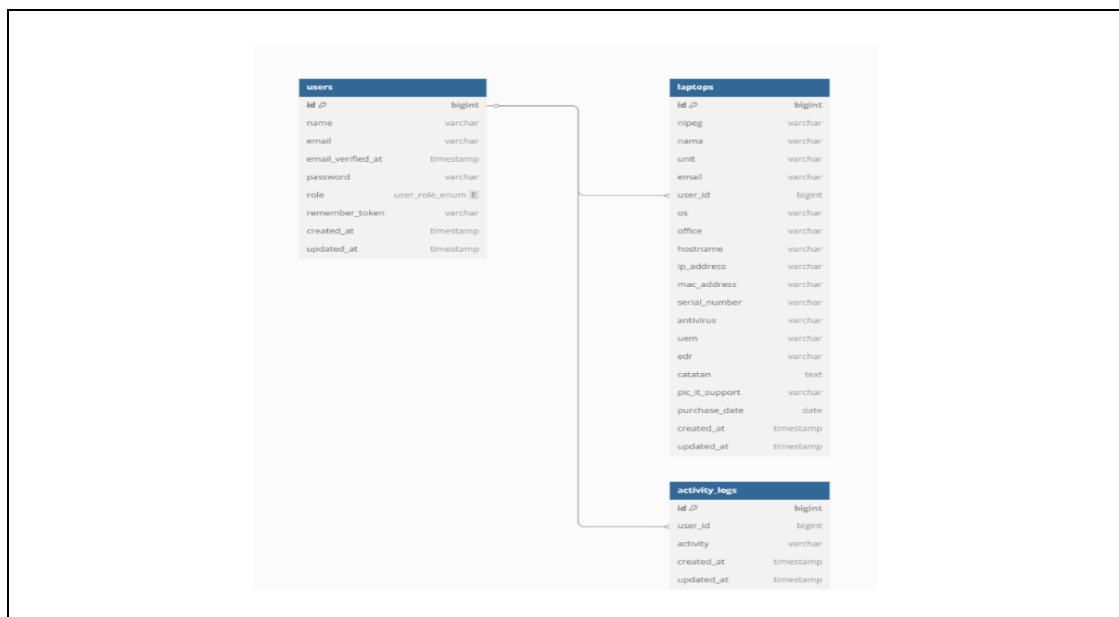 users
id bigint
name varchar
email varchar
email_verified_at timestamp
password varchar
role user_role_enum E
remember_token varchar
created_at timestamp
updated_at timestamp
laptops
id bigint
nipeg varchar
nama varchar
unit varchar
email varchar
user_id bigint
os varchar
office varchar
hostname varchar
ip_address varchar
mac_address varchar
serial_number varchar
antivirus varchar
uem varchar
edr varchar
catatan text
pic_it_support varchar
purchase_date date
created_at timestamp
updated_at timestamp
activity_logs
id bigint
user_id bigint
activity varchar
created_at timestamp
updated_at timestamp